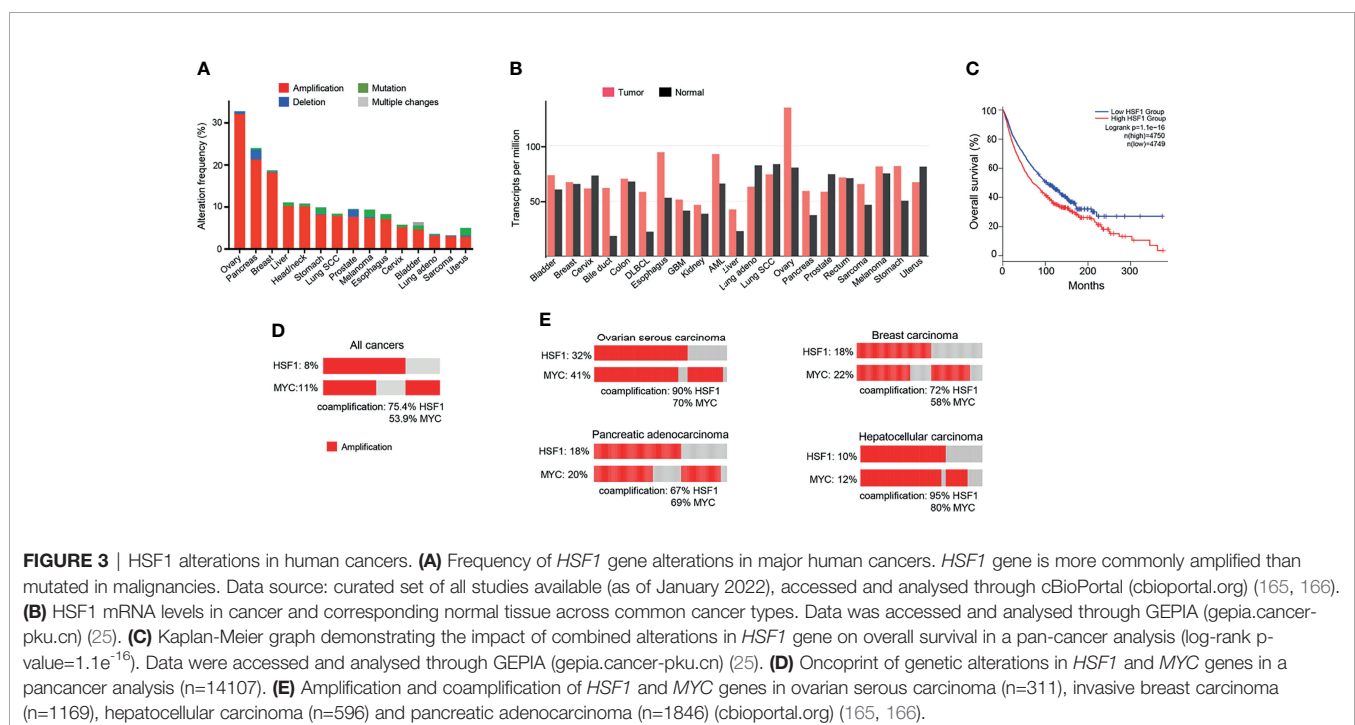 A
Amplification
Mutation
Deletion
Multiple changes
Alteration frequency (%)
30
20
10
0
Ovary
Pancreas
Breast
Liver
Head/neck
Stomach
Lung SCC
Prostate
Melanoma
Esophagus
Cervix
Bladder
Lung adeno
Sarcoma
Uterus
B
Tumor
Normal
Transcripts per million
100
50
Bladder
Breast
Cervix
Bile duct
Colon
DLBCL
Esophagus
GBM
Kidney
AML
Liver
Lung adeno
Lung SCC
Ovary
Pancreas
Prostate
Rectum
Sarcoma
Melanoma
Stomach
Uterus
C
Low HSF1 Group
High HSF1 Group
Logrank p=1.1e−16
n(high)=4750
n(low)=4749
Overall survival (%)
100
80
60
40
20
0
0
100
200
300
Months
D
All cancers
HSF1: 8%
MYC:11%
coamplification: 75.4% HSF1
53.9% MYC
Amplification
E
Ovarian serous carcinoma
HSF1: 32%
MYC: 41%
coamplification: 90% HSF1
70% MYC
Breast carcinoma
HSF1: 18%
MYC: 22%
coamplification: 72% HSF1
58% MYC
Pancreatic adenocarcinoma
HSF1: 18%
MYC: 20%
coamplification: 67% HSF1
69% MYC
Hepatocellular carcinoma
HSF1: 10%
MYC: 12%
coamplification: 95% HSF1
80% MYC
FIGURE 3 | HSF1 alterations in human cancers. (A) Frequency of HSF1 gene alterations in major human cancers. HSF1 gene is more commonly amplified than
mutated in malignancies. Data source: curated set of all studies available (as of January 2022), accessed and analysed through cBioPortal (cbioportal.org) (165, 166).
(B) HSF1 mRNA levels in cancer and corresponding normal tissue across common cancer types. Data was accessed and analysed through GEPIA (gepia.cancer-
pku.cn) (25). (C) Kaplan-Meier graph demonstrating the impact of combined alterations in HSF1 gene on overall survival in a pan-cancer analysis (log-rank p-
value=1.1e⁻¹⁶). Data were accessed and analysed through GEPIA (gepia.cancer-pku.cn) (25). (D) Oncoprint of genetic alterations in HSF1 and MYC genes in a
pancancer analysis (n=14107). (E) Amplification and coamplification of HSF1 and MYC genes in ovarian serous carcinoma (n=311), invasive breast carcinoma
(n=1169), hepatocellular carcinoma (n=596) and pancreatic adenocarcinoma (n=1846) (cbioportal.org) (165, 166).